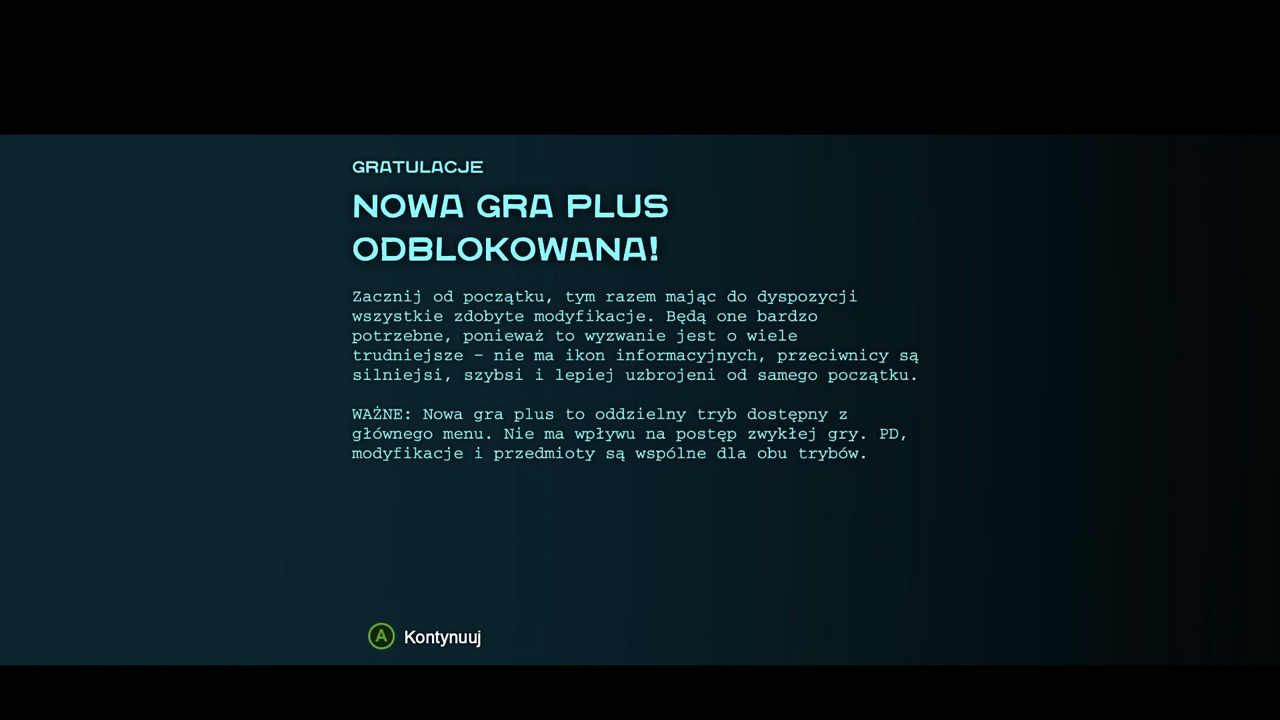 GRATULACJE
NOWA GRA PLUS
ODBLOKOWANA!
Zacznij od początku, tym razem mając do dyspozycji
wszystkie zdobyte modyfikacje. Będą one bardzo
potrzebne, ponieważ to wyzwanie jest o wiele
trudniejsze – nie ma ikon informacyjnych, przeciwnicy są
silniejsi, szybsi i lepiej uzbrojeni od samego początku.
WAŻNE: Nowa gra plus to oddzielny tryb dostępny z
głównego menu. Nie ma wpływu na postęp zwykłej gry. PD,
modyfikacje i przedmioty są wspólne dla obu trybów.
A Kontynuuj